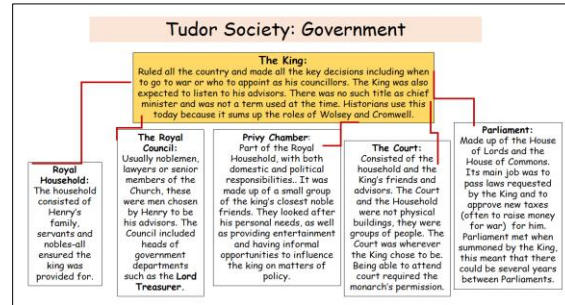 Tudor Society: Government
The King:
Ruled all the country and made all the key decisions including when
to go to war or who to appoint as his councillors. The King was also
expected to listen to his advisors. There was no such title as chief
minister and was not a term used at the time. Historians use this
today because it sums up the roles of Wolsey and Cromwell.
Royal
Household:
The household
consisted of
Henry's
family,
servants and
nobles-all
ensured the
king was
provided for.
The Royal
Council:
Usually noblemen,
lawyers or senior
members of the
Church, these
were men chosen
by Henry to be
his advisors. The
Council included
heads of
government
departments
such as the Lord
Treasurer.
Privy Chamber:
Part of the Royal
Household, with both
domestic and political
responsibilities.. It was
made up of a small group
of the king's closest noble
friends. They looked after
his personal needs, as well
as providing entertainment
and having informal
opportunities to influence
the king on matters of
policy.
The Court:
Consisted of the
household and the
King's friends and
advisors. The Court
and the Household
were not physical
buildings, they were
groups of people. The
Court was wherever
the King chose to be.
Being able to attend
court required the
monarch's permission.
Parliament:
Made up of the House
of Lords and the
House of Commons.
Its main job was to
pass laws requested
by the King and to
approve new taxes
(often to raise money
for war) for him.
Parliament met when
summoned by the King,
this meant that there
could be several years
between Parliaments.